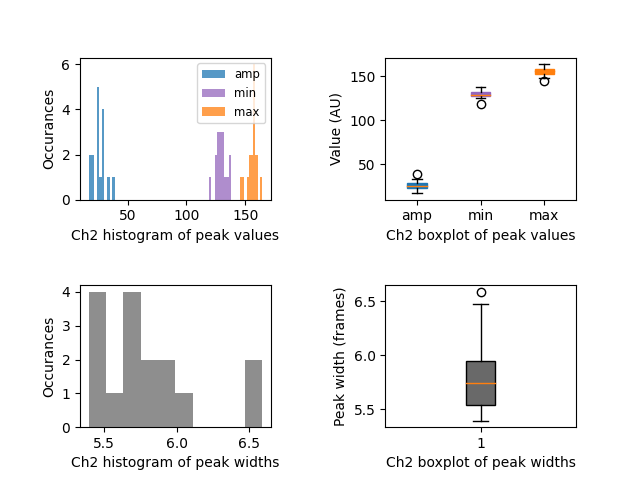 6
4
2
0
Occurances
amp
min
max
50
100
150
Ch2 histogram of peak values
150
100
50
Value (AU)
amp
min
max
Ch2 boxplot of peak values
4
3
2
1
0
Occurances
5.5
6.0
6.5
Ch2 histogram of peak widths
6.5
6.0
5.5
Peak width (frames)
1
Ch2 boxplot of peak widths